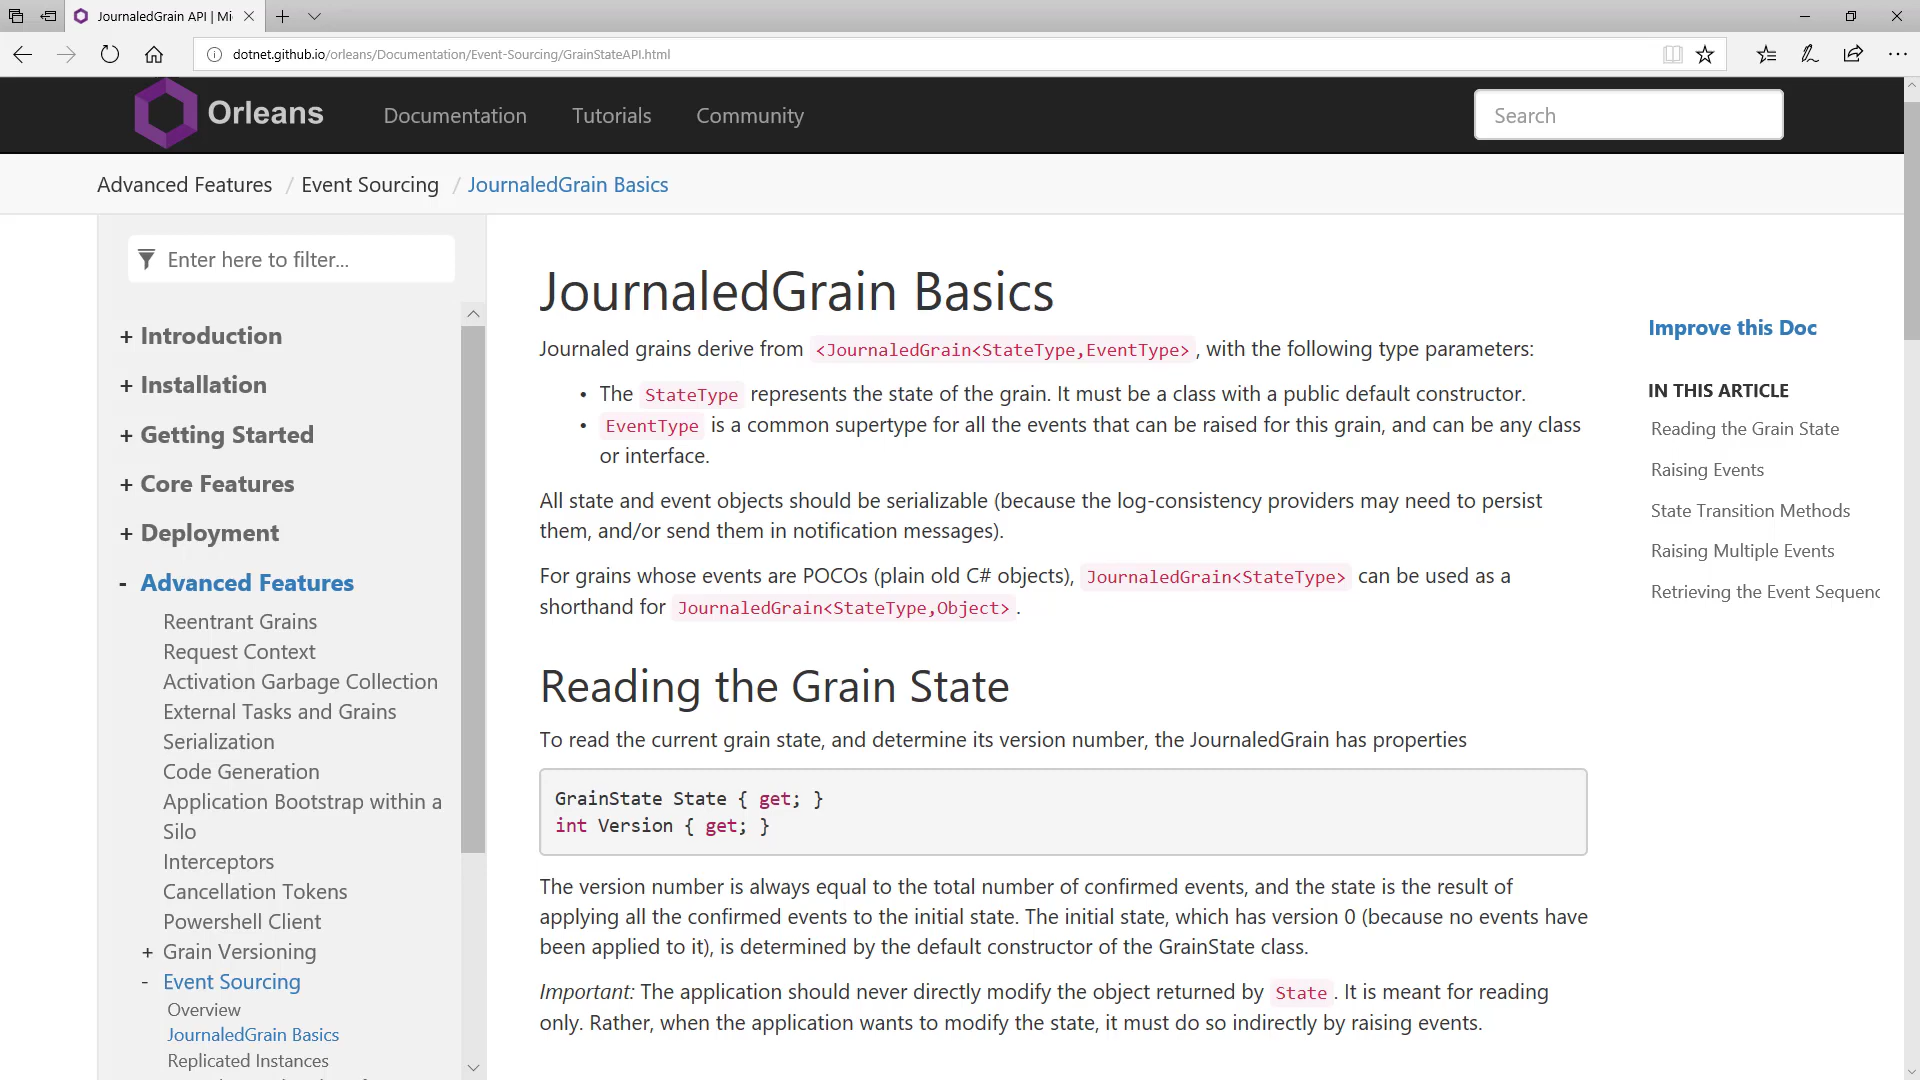 JournaledGrain API | Mi
dotnet.github.io/orleans/Documentation/Event-Sourcing/GrainStateAPI.html
Orleans
Documentation
Tutorials
Community
Search
Advanced Features / Event Sourcing / JournaledGrain Basics
Enter here to filter...
+ Introduction
+ Installation
+ Getting Started
+ Core Features
+ Deployment
- Advanced Features
Reentrant Grains
Request Context
Activation Garbage Collection
External Tasks and Grains
Serialization
Code Generation
Application Bootstrap within a
Silo
Interceptors
Cancellation Tokens
Powershell Client
+ Grain Versioning
- Event Sourcing
Overview
JournaledGrain Basics
Replicated Instances
JournaledGrain Basics
Journaled grains derive from <JournaledGrain<StateType,EventType>, with the following type parameters:
• The StateType represents the state of the grain. It must be a class with a public default constructor.
• EventType is a common supertype for all the events that can be raised for this grain, and can be any class
or interface.
All state and event objects should be serializable (because the log-consistency providers may need to persist
them, and/or send them in notification messages).
For grains whose events are POCOs (plain old C# objects), JournaledGrain<StateType> can be used as a
shorthand for JournaledGrain<StateType,Object>.
Reading the Grain State
To read the current grain state, and determine its version number, the JournaledGrain has properties
GrainState State { get; }
int Version { get; }
The version number is always equal to the total number of confirmed events, and the state is the result of
applying all the confirmed events to the initial state. The initial state, which has version 0 (because no events have
been applied to it), is determined by the default constructor of the GrainState class.
Important: The application should never directly modify the object returned by State. It is meant for reading
only. Rather, when the application wants to modify the state, it must do so indirectly by raising events.
Improve this Doc
IN THIS ARTICLE
Reading the Grain State
Raising Events
State Transition Methods
Raising Multiple Events
Retrieving the Event Sequenc